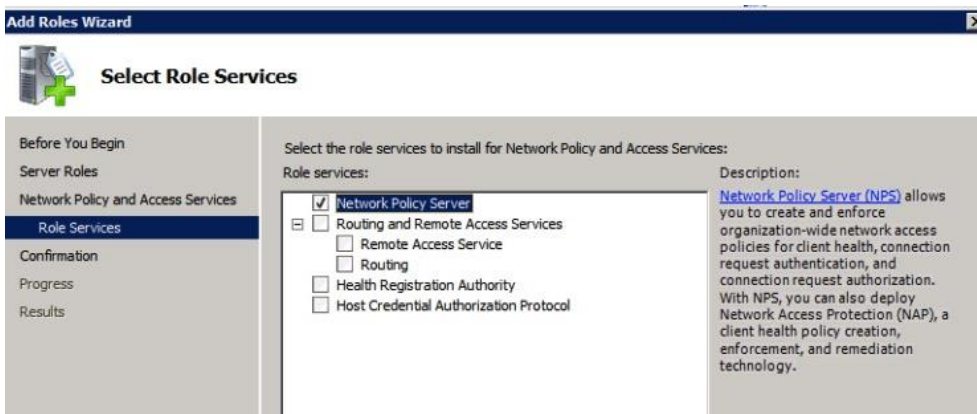 Add Roles Wizard
Select Role Services
Before You Begin
Server Roles
Network Policy and Access Services
Role Services
Confirmation
Progress
Results
Select the role services to install for Network Policy and Access Services:
Role services:
Network Policy Server
Routing and Remote Access Services
Remote Access Service
Routing
Health Registration Authority
Host Credential Authorization Protocol
Description:
Network Policy Server (NPS) allows
you to create and enforce
organization-wide network access
policies for client health, connection
request authentication, and
connection request authorization.
With NPS, you can also deploy
Network Access Protection (NAP), a
client health policy creation,
enforcement, and remediation
technology.